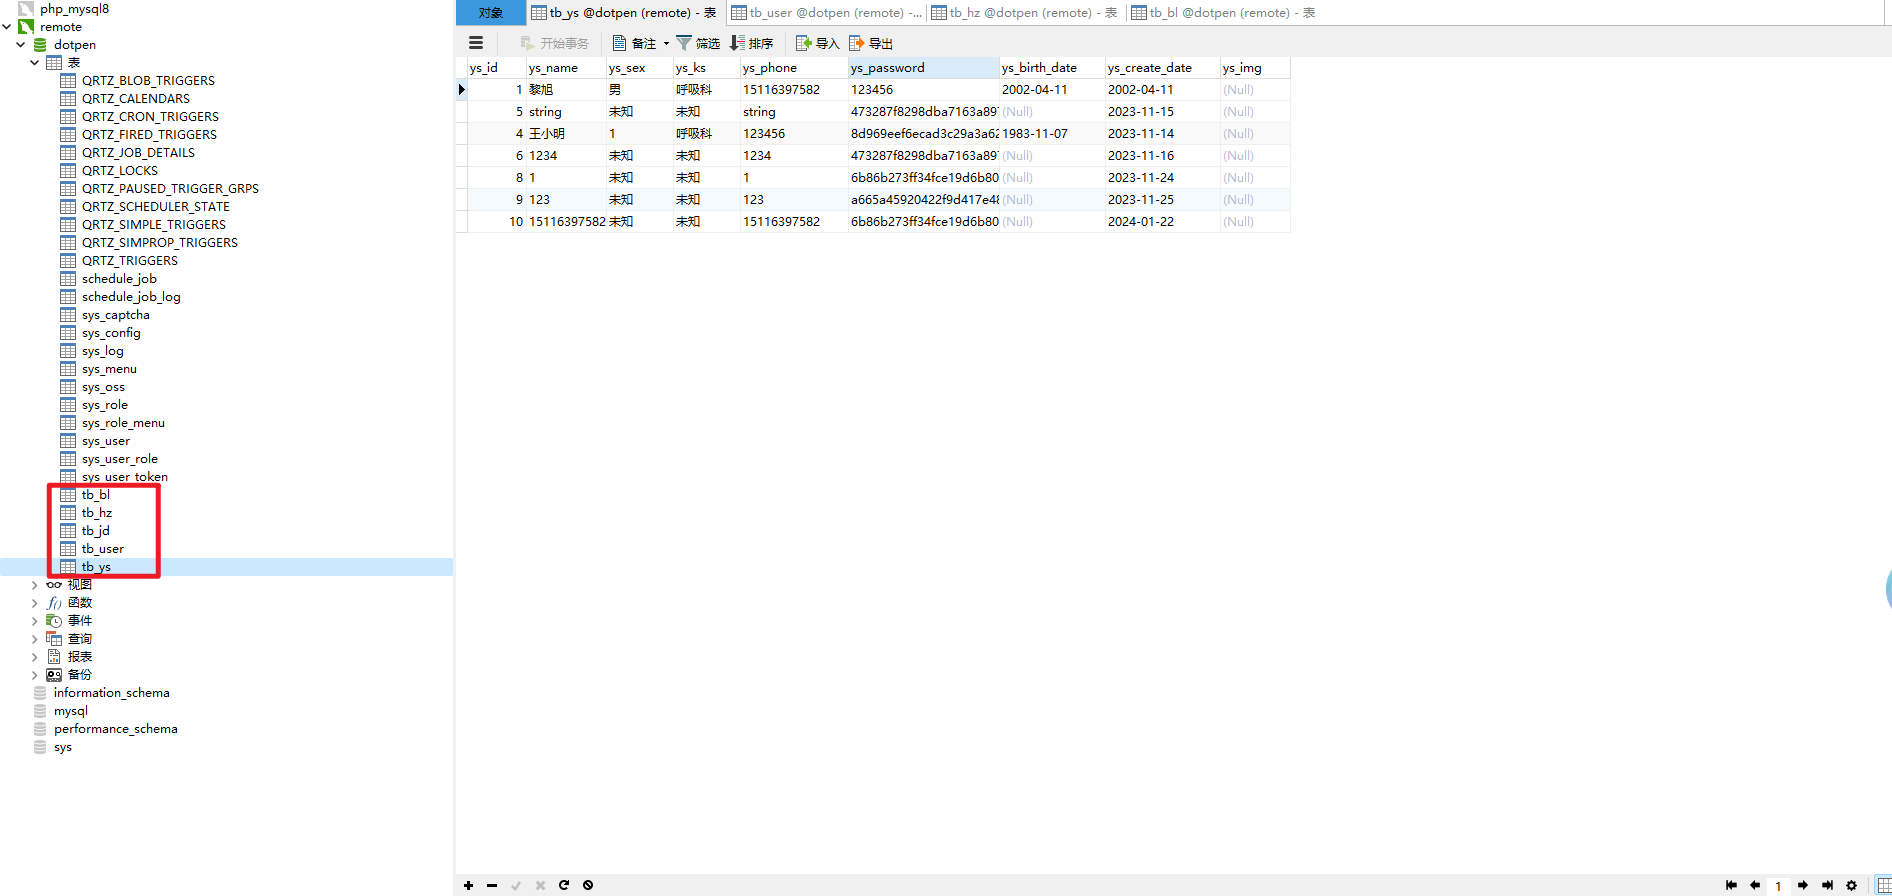 php_mysql8
remote
dotpen
表
QRTZ_BLOB_TRIGGERS
QRTZ_CALENDARS
QRTZ_CRON_TRIGGERS
QRTZ_FIRED_TRIGGERS
QRTZ_JOB_DETAILS
QRTZ_LOCKS
QRTZ_PAUSED_TRIGGER_GRPS
QRTZ_SCHEDULER_STATE
QRTZ_SIMPLE_TRIGGERS
QRTZ_SIMPROP_TRIGGERS
QRTZ_TRIGGERS
schedule_job
schedule_job_log
sys_captcha
sys_config
sys_log
sys_menu
sys_oss
sys_role
sys_role_menu
sys_user
sys_user_role
sys_user_token
tb_bl
tb_hz
tb_jd
tb_user
tb_ys
视图
f()
函数
事件
查询
报表
备份
information_schema
mysql
performance_schema
sys
对象 tb_ys @dotpen (remote) - 表 tb_user @dotpen (remote) -... tb_hz @dotpen (remote) - 表 tb_bl @dotpen (remote) - 表
开始事务 备注 筛选 排序 导入 导出
ys_id ys_name ys_sex ys_ks ys_phone ys_password ys_birth_date ys_create_date ys_img
1 黎旭 男 呼吸科 15116397582 123456 2002-04-11 2002-04-11 (Null)
5 string 未知 未知 string 473287f8298dba7163a897 (Null) 2023-11-15 (Null)
4 王小明 1 呼吸科 123456 8d969eef6ecad3c29a3a62 1983-11-07 2023-11-14 (Null)
6 1234 未知 未知 1234 473287f8298dba7163a897 (Null) 2023-11-16 (Null)
8 1 未知 未知 1 6b86b273ff34fce19d6b80 (Null) 2023-11-24 (Null)
9 123 未知 未知 123 a665a45920422f9d417e48 (Null) 2023-11-25 (Null)
10 15116397582 未知 未知 15116397582 6b86b273ff34fce19d6b80 (Null) 2024-01-22 (Null)
1